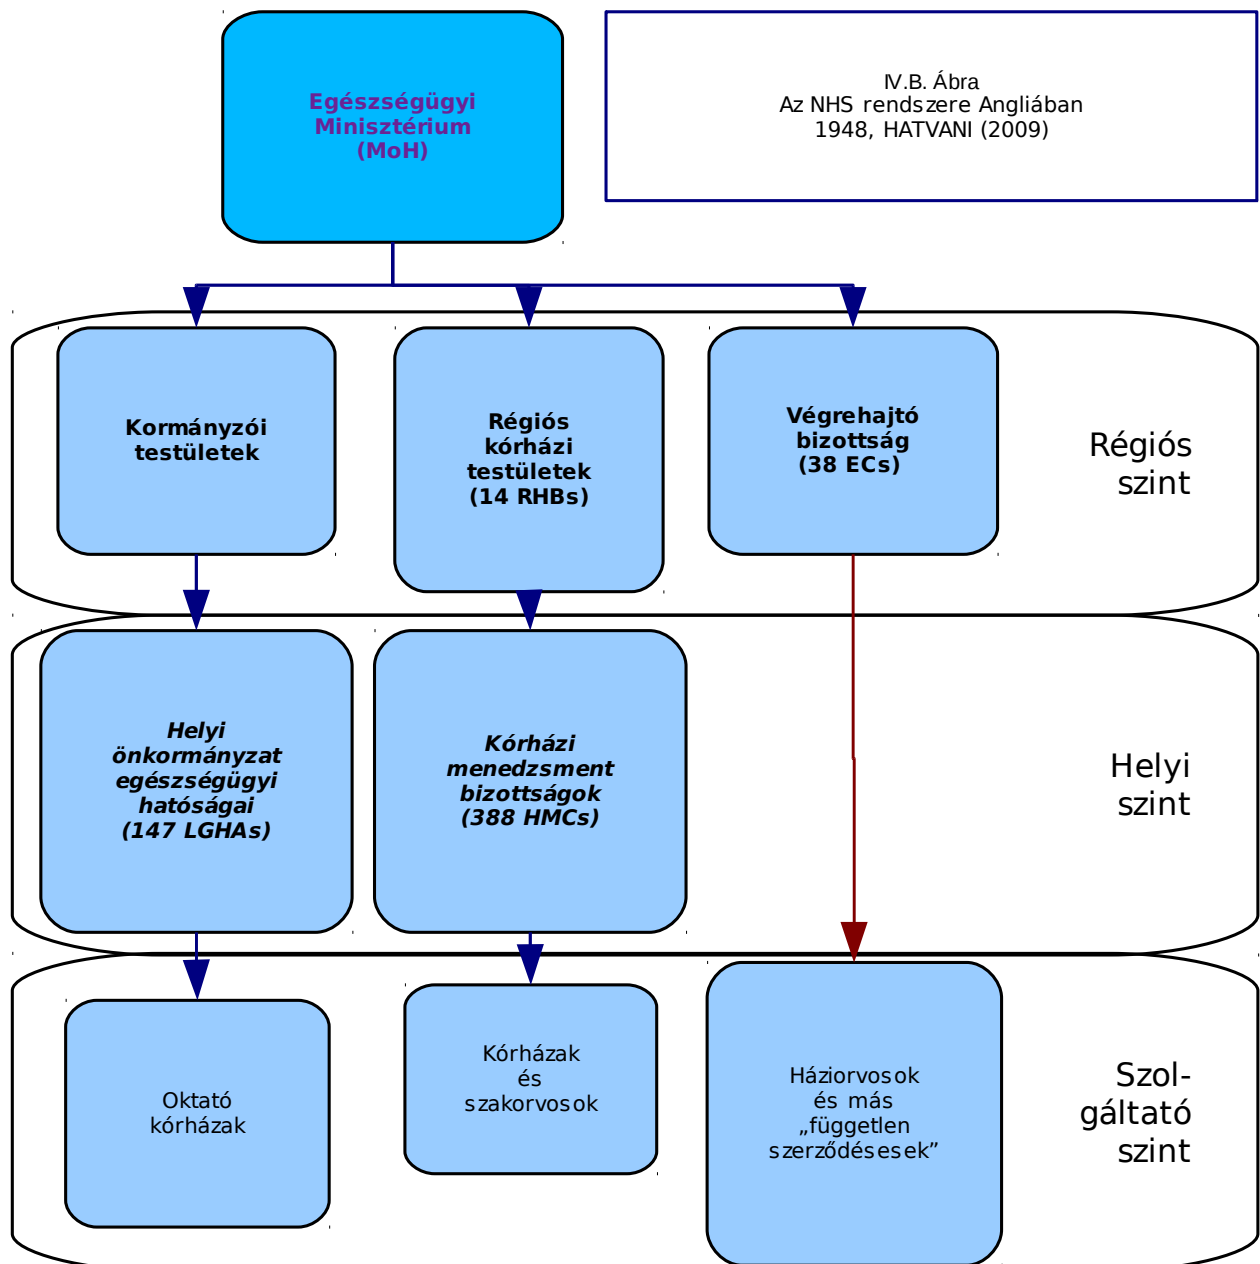 Egészségügyi
Minisztérium
(MoH)
IV.B. Ábra
Az NHS rendszere Angliában
1948, HATVANI (2009)
Kormányzói
testületek
Régiós
kórházi
testületek
(14 RHBs)
Végrehajtó
bizottság
(38 ECs)
Régiós
szint
Helyi
önkormányzat
egészségügyi
hatóságai
(147 LGHAs)
Kórházi
menedzsment
bizottságok
(388 HMCs)
Helyi
szint
Oktató
kórházak
Kórházak
és
szakorvosok
Háziorvosok
és más
„független
szerződésesek”
Szol-
gáltató
szint